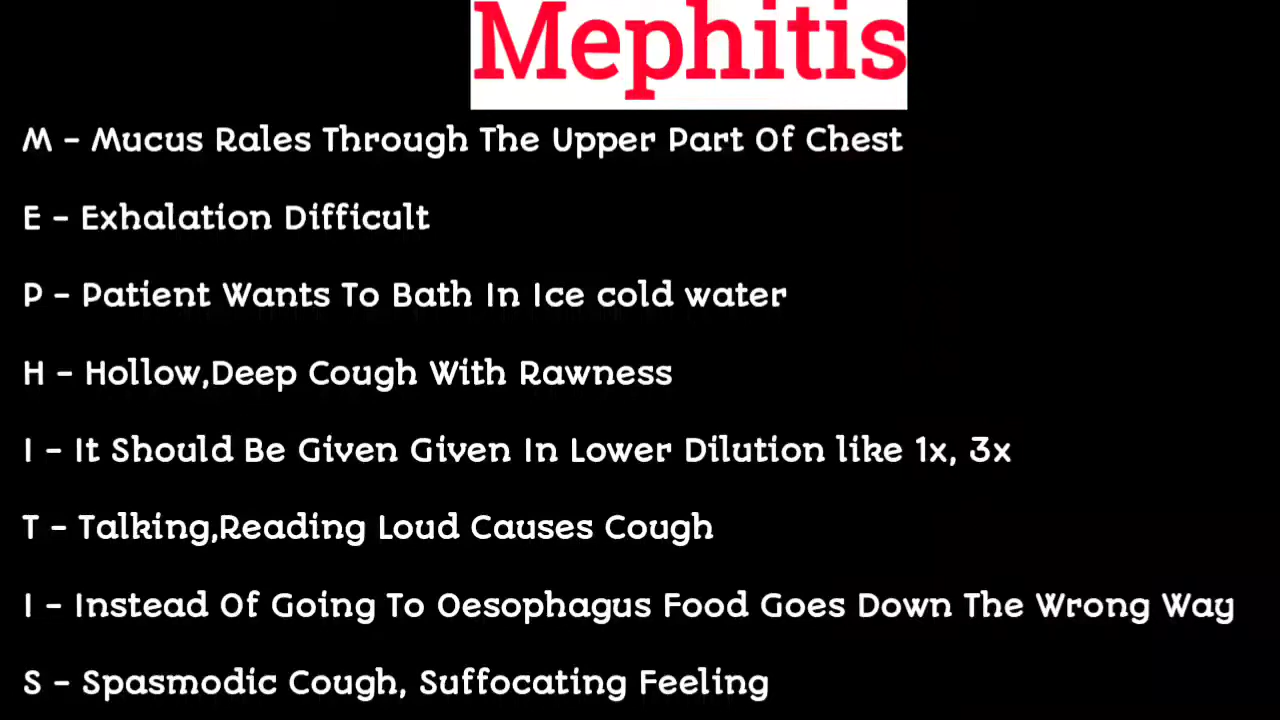 Mephitis
M - Mucus Rales Through The Upper Part Of Chest
E - Exhalation Difficult
P - Patient Wants To Bath In Ice cold water
H - Hollow,Deep Cough With Rawness
I - It Should Be Given Given In Lower Dilution like 1x, 3x
T - Talking,Reading Loud Causes Cough
I - Instead Of Going To Oesophagus Food Goes Down The Wrong Way
S - Spasmodic Cough, Suffocating Feeling